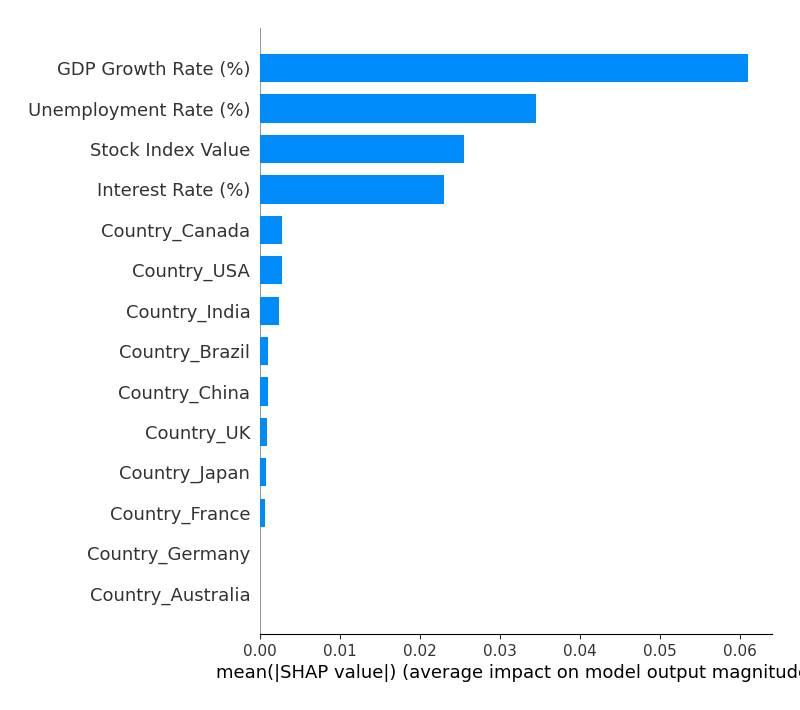 GDP Growth Rate (%)
Unemployment Rate (%)
Stock Index Value
Interest Rate (%)
Country_Canada
Country_USA
Country_India
Country_Brazil
Country_China
Country_UK
Country_Japan
Country_France
Country_Germany
Country_Australia
0.00 0.01 0.02 0.03 0.04 0.05 0.06
mean(|SHAP value|) (average impact on model output magnitude